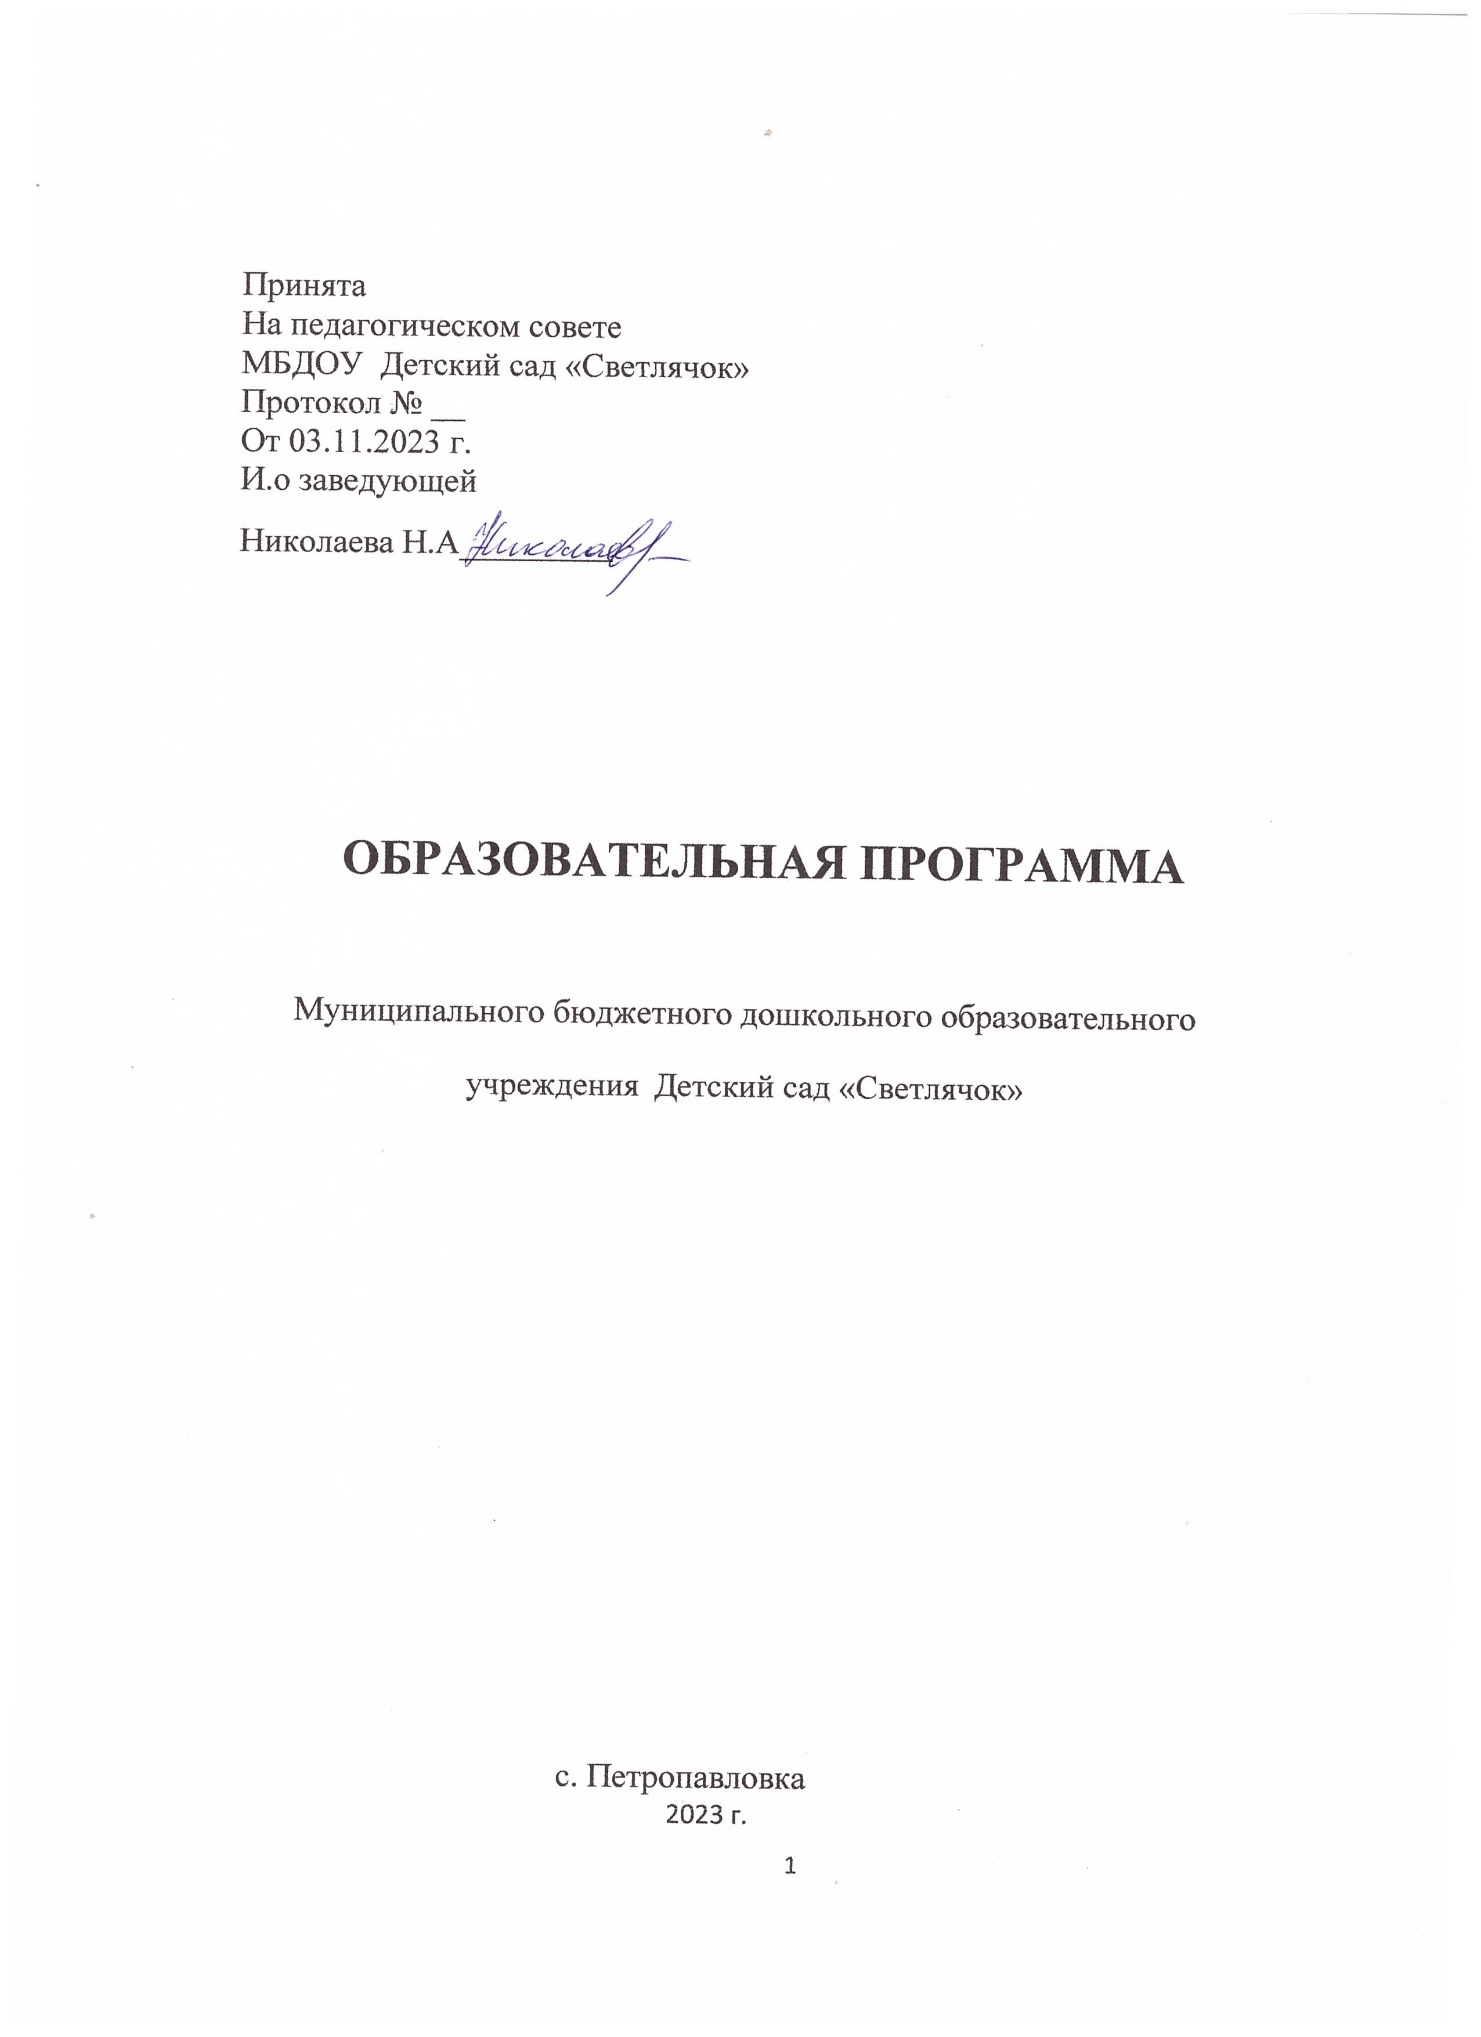 Принята
На педагогическом совете
МБДОУ  Детский сад «Светлячок»
Протокол № __
От 03.11.2023 г.
И.о заведующей
Николаева Н.А Николаева
ОБРАЗОВАТЕЛЬНАЯ ПРОГРАММА
Муниципального бюджетного дошкольного образовательного
учреждения  Детский сад «Светлячок»
с. Петропавловка
2023 г.
1